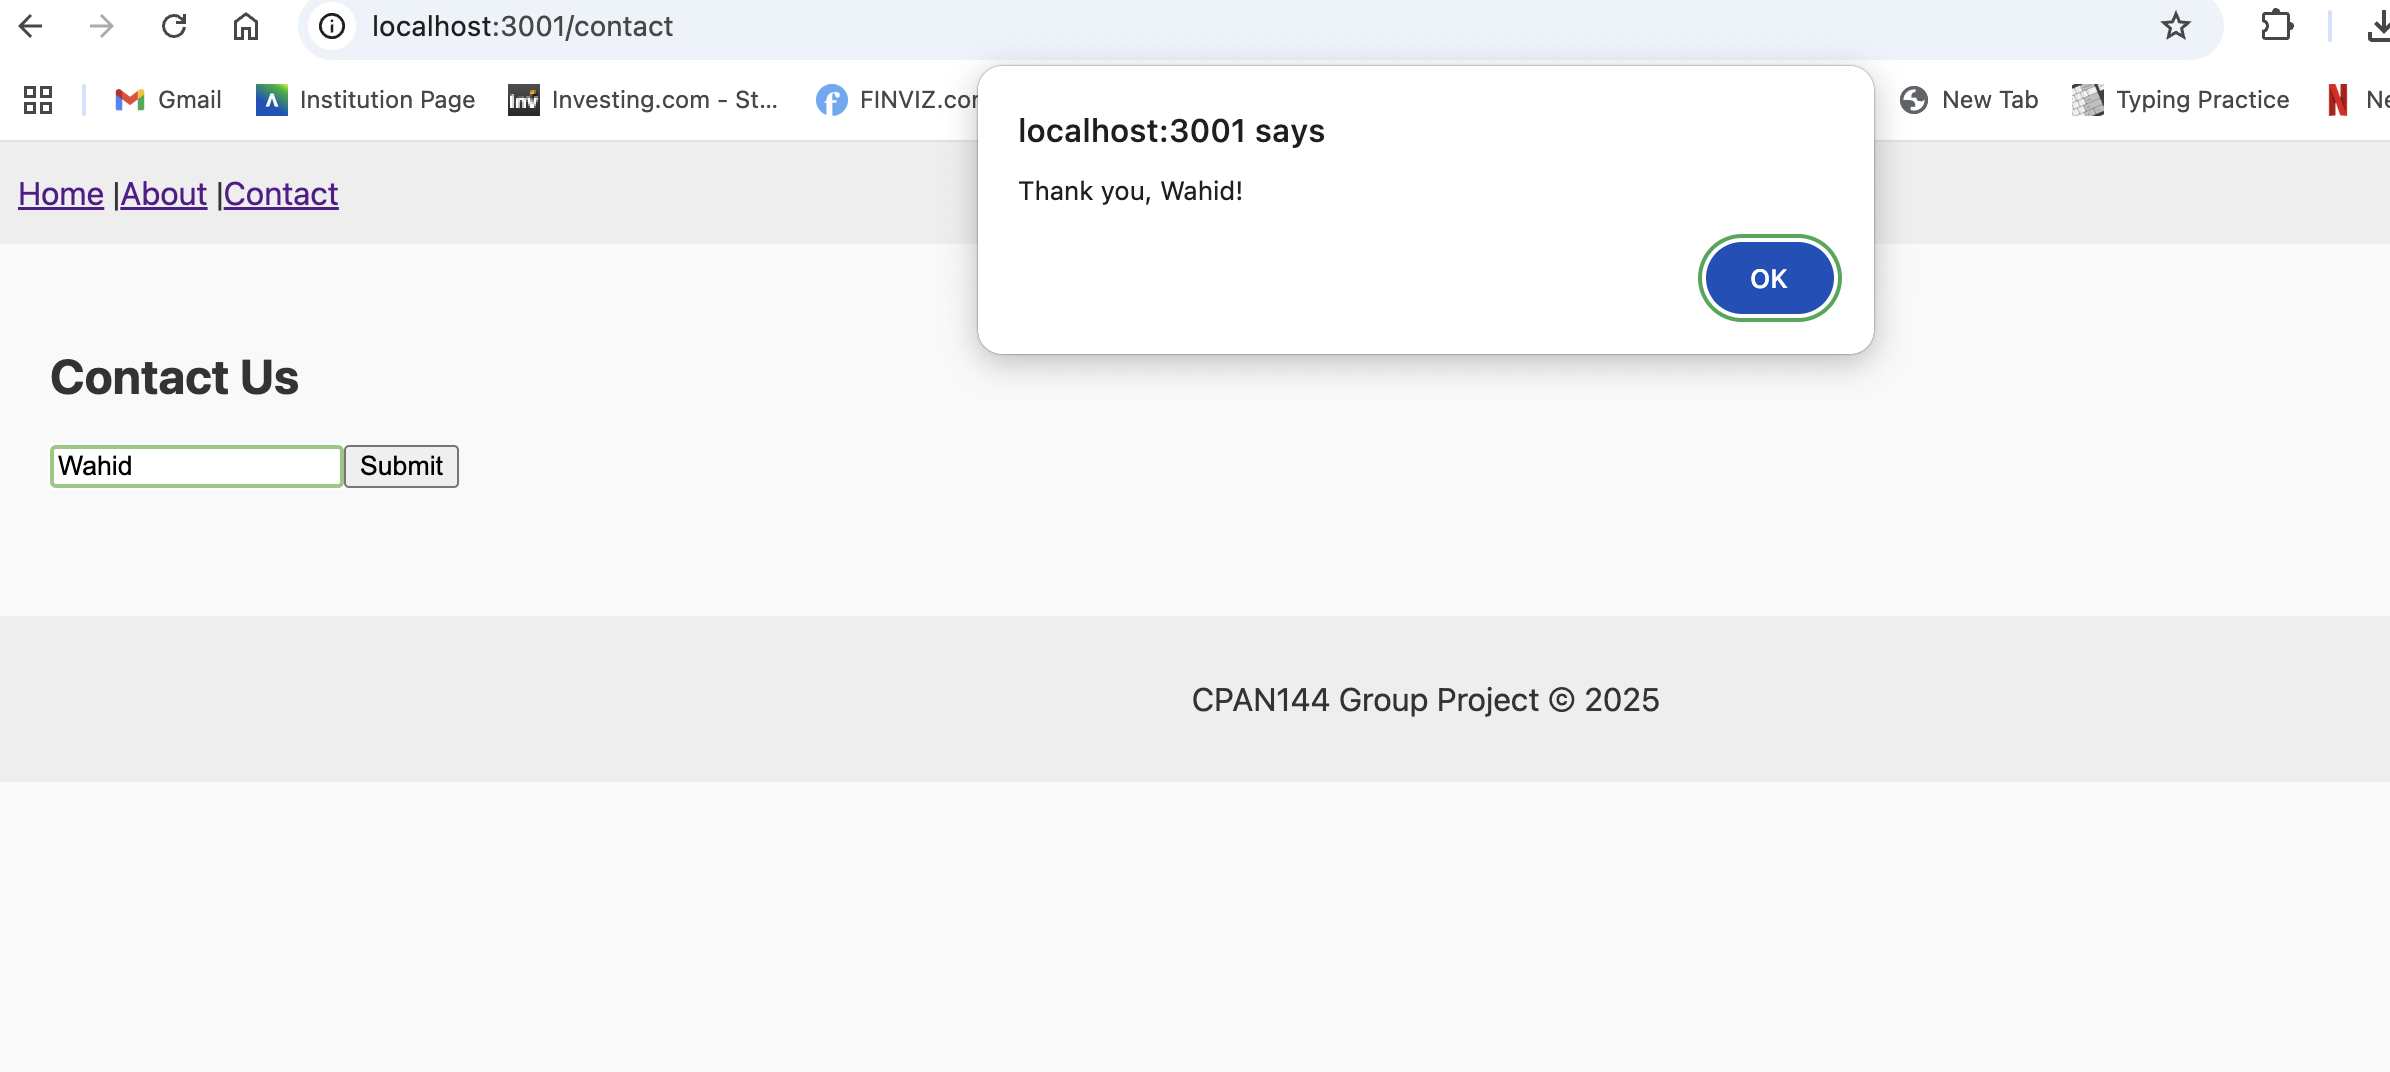 localhost:3001/contact
Gmail
Institution Page
Inv
Investing.com - St...
FINVIZ.cor
New Tab
Typing Practice
Ne
localhost:3001 says
Thank you, Wahid!
OK
Home |About |Contact
Contact Us
Wahid
Submit
CPAN144 Group Project © 2025